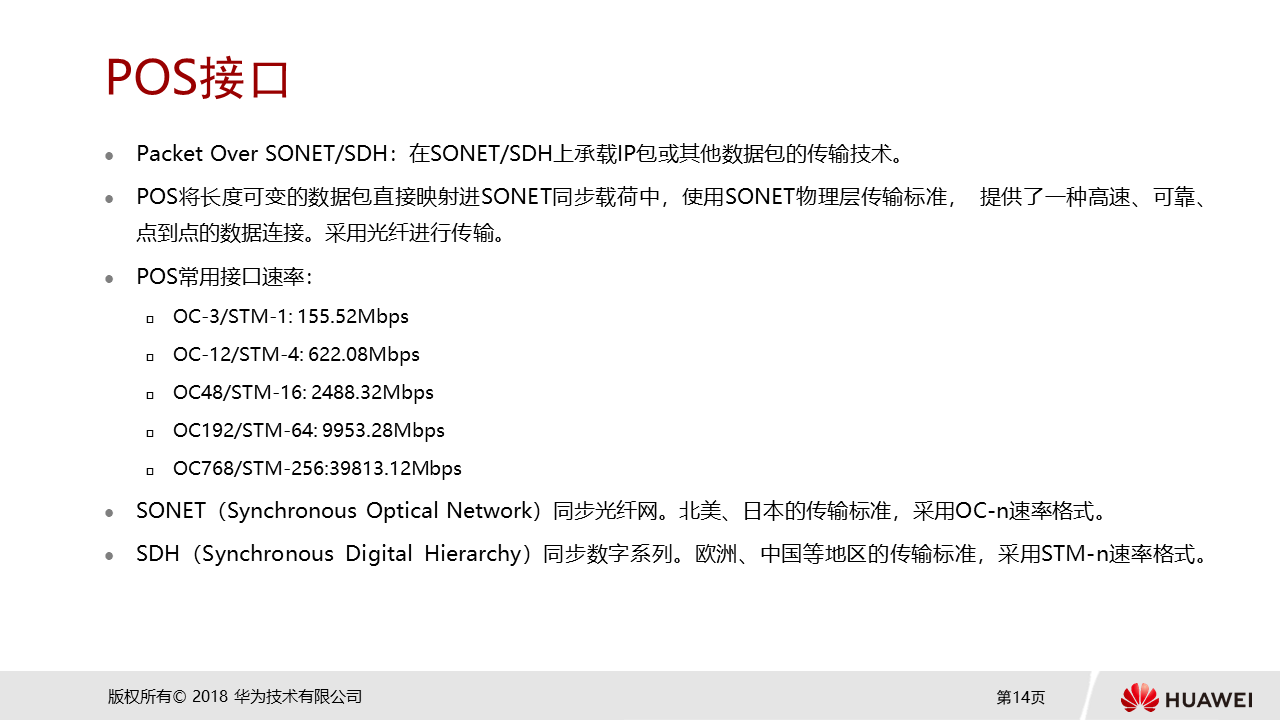 POS接口
Packet Over SONET/SDH：在SONET/SDH上承载IP包或其他数据包的传输技术。
POS将长度可变的数据包直接映射进SONET同步载荷中，使用SONET物理层传输标准， 提供了一种高速、可靠、
点到点的数据连接。采用光纤进行传输。
POS常用接口速率：
OC-3/STM-1: 155.52Mbps
OC-12/STM-4: 622.08Mbps
OC48/STM-16: 2488.32Mbps
OC192/STM-64: 9953.28Mbps
OC768/STM-256:39813.12Mbps
SONET（Synchronous Optical Network）同步光纤网。北美、日本的传输标准，采用OC-n速率格式。
SDH（Synchronous Digital Hierarchy）同步数字系列。欧洲、中国等地区的传输标准，采用STM-n速率格式。
版权所有© 2018 华为技术有限公司
第14页
HUAWEI